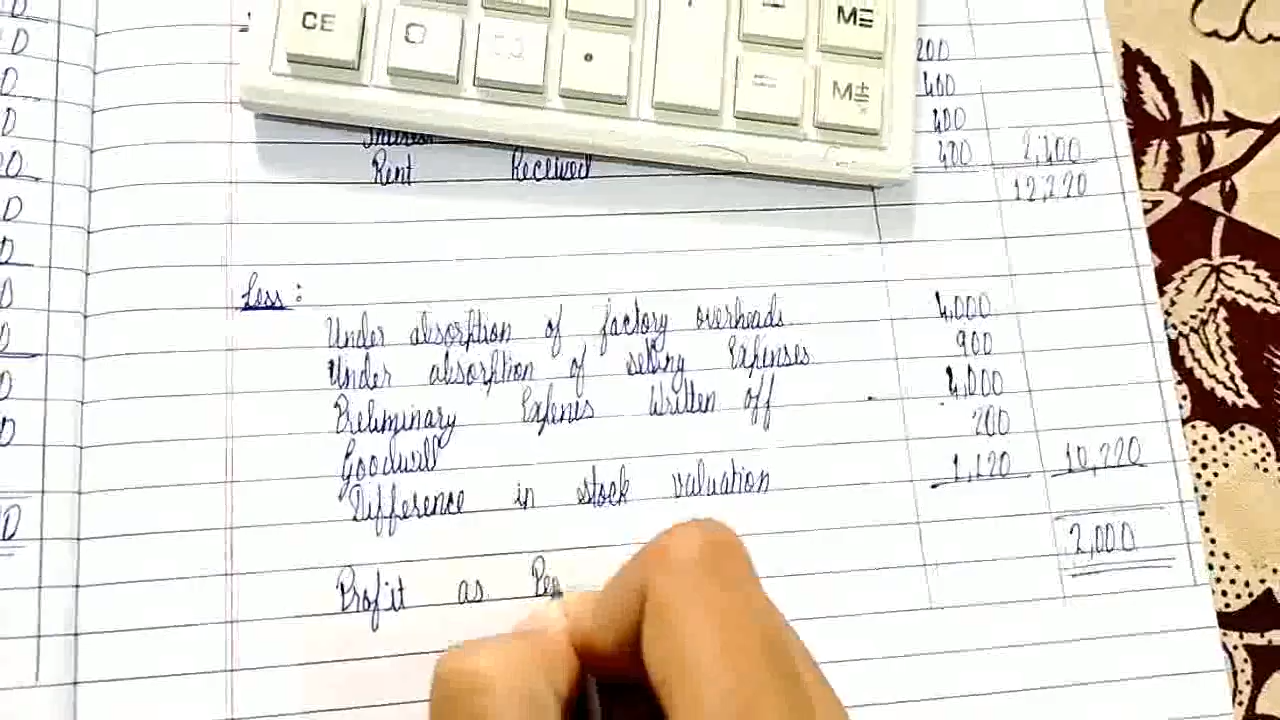 CE
M=
M±
200
400
400
400 2,400
Rent Received
12,220
Less:
Under absorption of factory overheads 4,000
Under absorption of selling Expenses 900
Preliminary Expenses Written off 4,000
Goodwill 200
Difference in stock valuation 1,120 10,220
2,000
Profit as Per